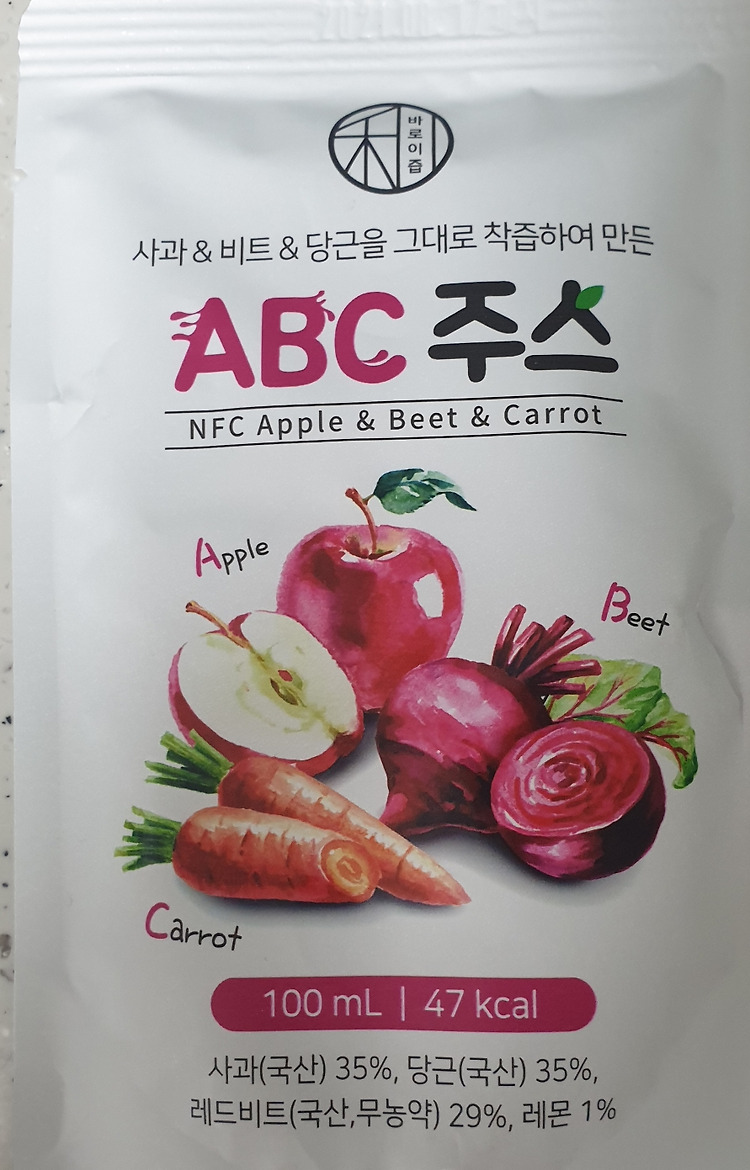 바로이즙
사과 & 비트 & 당근을 그대로 착즙하여 만든
ABC 주스
NFC Apple & Beet & Carrot
Apple
Beet
Carrot
100 mL | 47 kcal
사과(국산) 35%, 당근(국산) 35%,
레드비트(국산,무농약) 29%, 레몬 1%